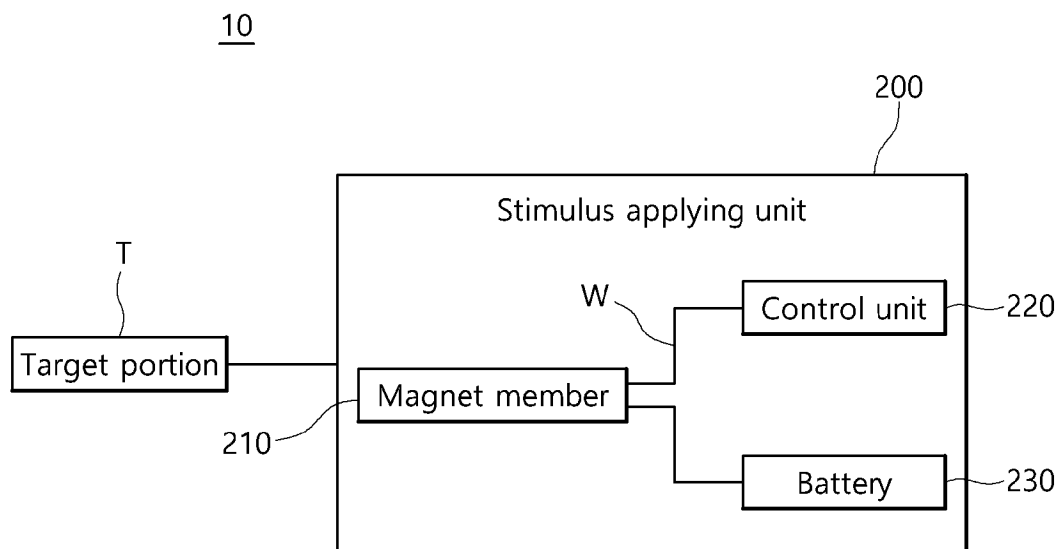 10
200
Stimulus applying unit
T
W
Control unit
220
Target portion
Magnet member
210
Battery
230